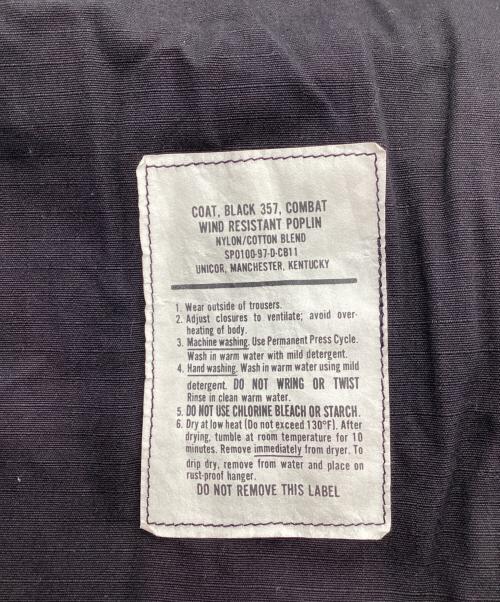 COAT, BLACK 357, COMBAT
WIND RESISTANT POPLIN
NYLON/COTTON BLEND
SPO100-97-D-CB11
UNICOR, MANCHESTER, KENTUCKY
1. Wear outside of trousers.
2. Adjust closures to ventilate; avoid over-
heating of body.
3. Machine washing. Use Permanent Press Cycle.
Wash in warm water with mild detergent.
4. Hand washing. Wash in warm water using mild
detergent. DO NOT WRING OR TWIST
Rinse in clean warm water.
5. DO NOT USE CHLORINE BLEACH OR STARCH.
6. Dry at low heat (Do not exceed 130°F). After
drying, tumble at room temperature for 10
minutes. Remove immediately from dryer. To
drip dry, remove from water and place on
rust-proof hanger.
DO NOT REMOVE THIS LABEL